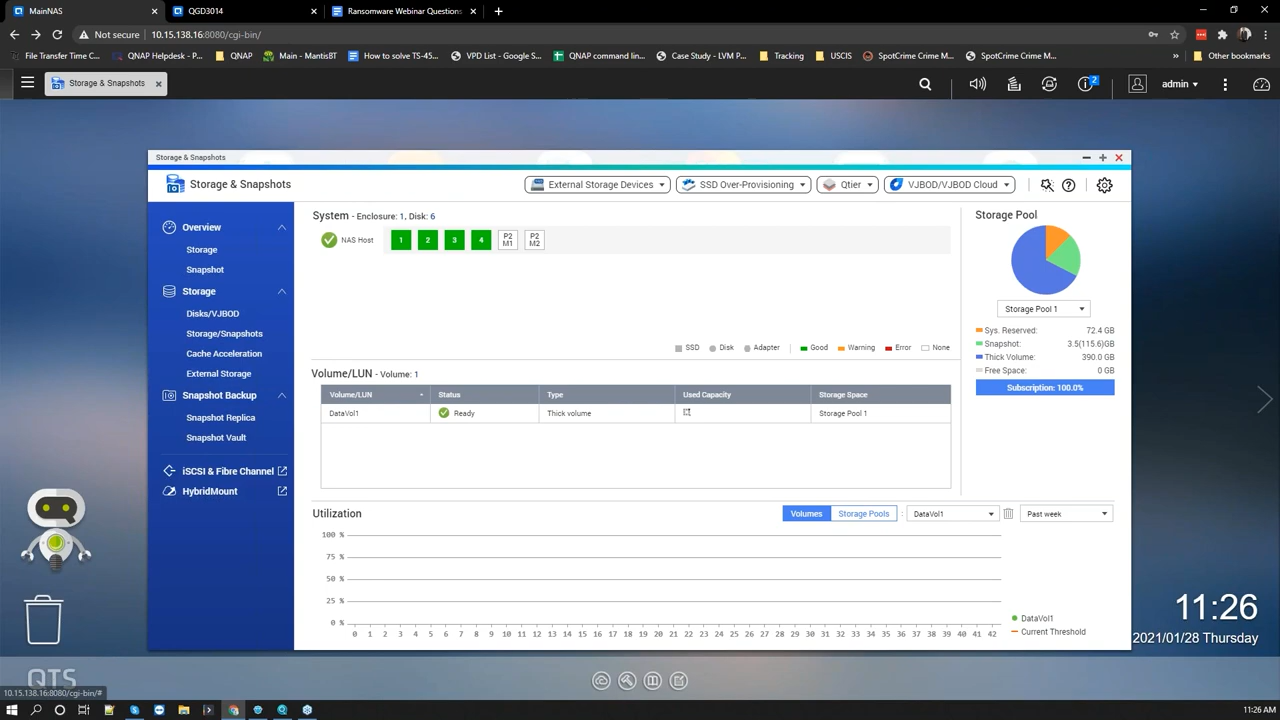 MainNAS
QGD3014
Ransomware Webinar Questions
Not secure
10.15.138.16:8080/cgi-bin/
File Transfer Time C...
QNAP Helpdesk - P...
QNAP
Main - MantisBT
How to solve TS-45...
VPD List - Google S...
QNAP command lin...
Case Study - LVM P...
Tracking
USCIS
SpotCrime Crime M...
SpotCrime Crime M...
»
Other bookmarks
Storage & Snapshots
2
admin
Storage & Snapshots
Storage & Snapshots
External Storage Devices
SSD Over-Provisioning
Qtier
VJBOD/VJBOD Cloud
Overview
Storage
Snapshot
Storage
Disks/VJBOD
Storage/Snapshots
Cache Acceleration
External Storage
Snapshot Backup
Snapshot Replica
Snapshot Vault
iSCSI & Fibre Channel
HybridMount
System - Enclosure: 1, Disk: 6
NAS Host
1
2
3
4
P2 M1
P2 M2
SSD
Disk
Adapter
Good
Warning
Error
None
Volume/LUN - Volume: 1
Volume/LUN
Status
Type
Used Capacity
Storage Space
DataVol1
Ready
Thick volume
Storage Pool 1
Storage Pool
Storage Pool 1
Sys. Reserved: 72.4 GB
Snapshot: 3.5(115.6)GB
Thick Volume: 390.0 GB
Free Space: 0 GB
Subscription: 100.0%
Utilization
Volumes
Storage Pools
:
DataVol1
Past week
100 %
75 %
50 %
25 %
0 %
0 1 2 3 4 5 6 7 8 9 10 11 12 13 14 15 16 17 18 19 20 21 22 23 24 25 26 27 28 29 30 31 32 33 34 35 36 37 38 39 40 41 42
DataVol1
Current Threshold
11:26
2021/01/28 Thursday
QTS
10.15.138.16:8080/cgi-bin/#
11:26 AM